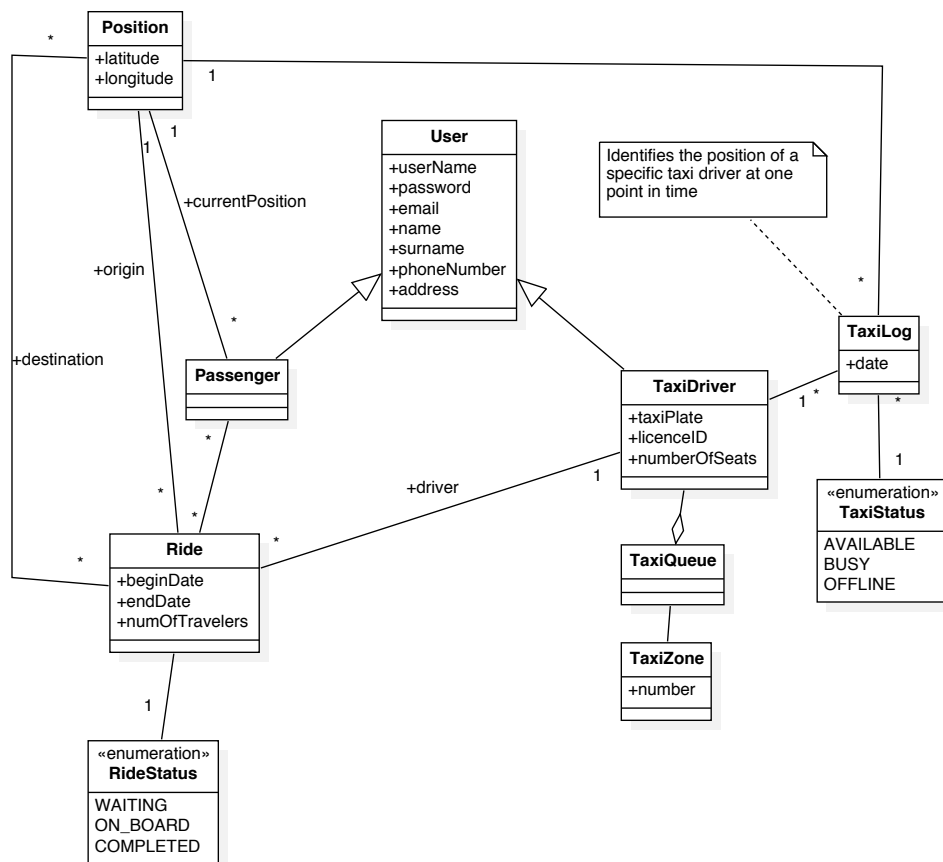 Position
+latitude
+longitude
*
1
1
1
User
+userName
+password
+email
+name
+surname
+phoneNumber
+address
Identifies the position of a
specific taxi driver at one
point in time
+currentPosition
+origin
+destination
*
*
TaxiLog
+date
Passenger
TaxiDriver
+taxiPlate
+licenceID
+numberOfSeats
1
*
*
*
1
*
*
*
*
+driver
1
«enumeration»
TaxiStatus
AVAILABLE
BUSY
OFFLINE
Ride
+beginDate
+endDate
+numOfTravelers
TaxiQueue
TaxiZone
+number
1
«enumeration»
RideStatus
WAITING
ON_BOARD
COMPLETED